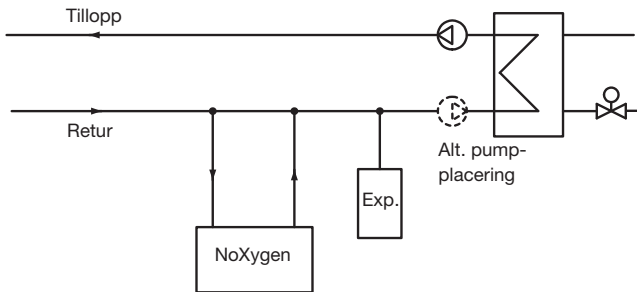 Tillopp
Retur
Alt. pump-
placering
Exp.
NoXygen